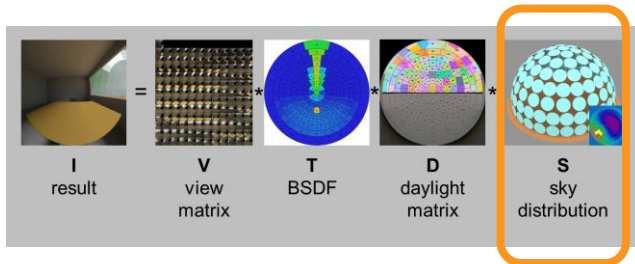 = * * *
I V T D S
result view BSDF daylight sky
matrix matrix distribution